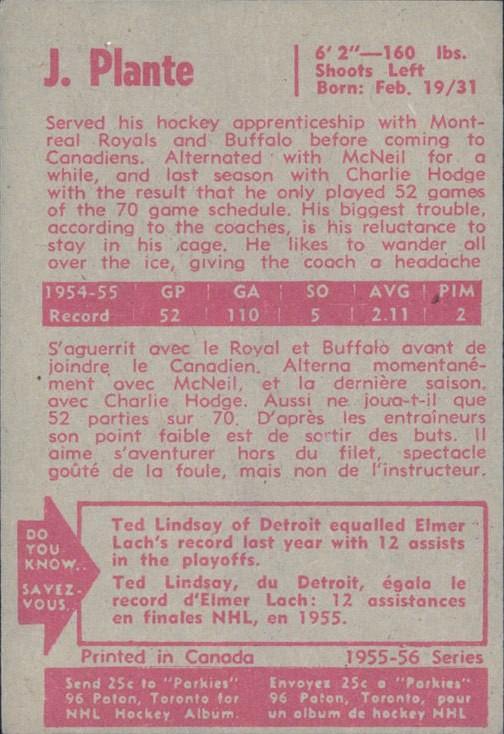 J. Plante
6' 2"—160 lbs.
Shoots Left
Born: Feb. 19/31
Served his hockey apprenticeship with Mont-
real Royals and Buffalo before coming to
Canadiens. Alternated with McNeil for a
while, and last season with Charlie Hodge
with the result that he only played 52 games
of the 70 game schedule. His biggest trouble,
according to the coaches, is his reluctance to
stay in his cage. He likes to wander all
over the ice, giving the coach a headache
1954-55 GP GA SO AVG PIM
Record 52 110 5 2.11 2
S'aguerrit avec le Royal et Buffalo avant de
joindre le Canadien. Alterna momentané-
ment avec McNeil, et la dernière saison,
avec Charlie Hodge. Aussi ne joua-t-il que
52 parties sur 70. D'après les entraîneurs
son point faible est de sortir des buts. Il
aime s'aventurer hors du filet, spectacle
goûté de la foule, mais non de l'instructeur.
DO
YOU
KNOW..
SAVEZ-
VOUS..
Ted Lindsay of Detroit equalled Elmer
Lach's record last year with 12 assists
in the playoffs.
Ted Lindsay, du Detroit, égala le
record d'Elmer Lach: 12 assistances
en finales NHL, en 1955.
Printed in Canada 1955-56 Series
Send 25c to "Parkies"
96 Paton, Toronto for
NHL Hockey Album.
Envoyez 25c a "Parkies"
96 Paton, Toronto, pour
un album de hockey NHL